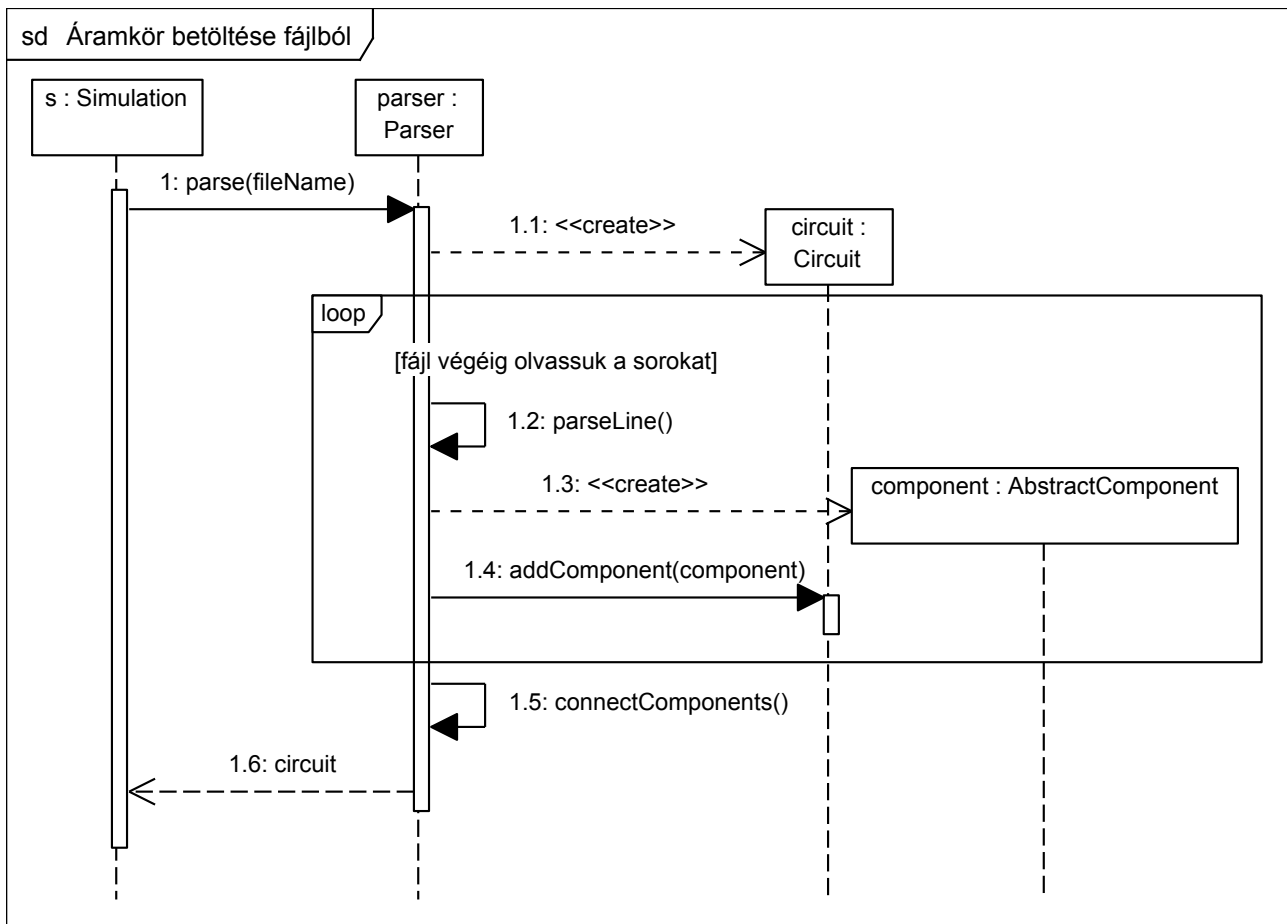 sd Áramkör betöltése fájlból
s : Simulation
parser :
Parser
1: parse(fileName)
1.1: <<create>>
circuit :
Circuit
loop
[fájl végéig olvassuk a sorokat]
1.2: parseLine()
1.3: <<create>>
component : AbstractComponent
1.4: addComponent(component)
1.5: connectComponents()
1.6: circuit